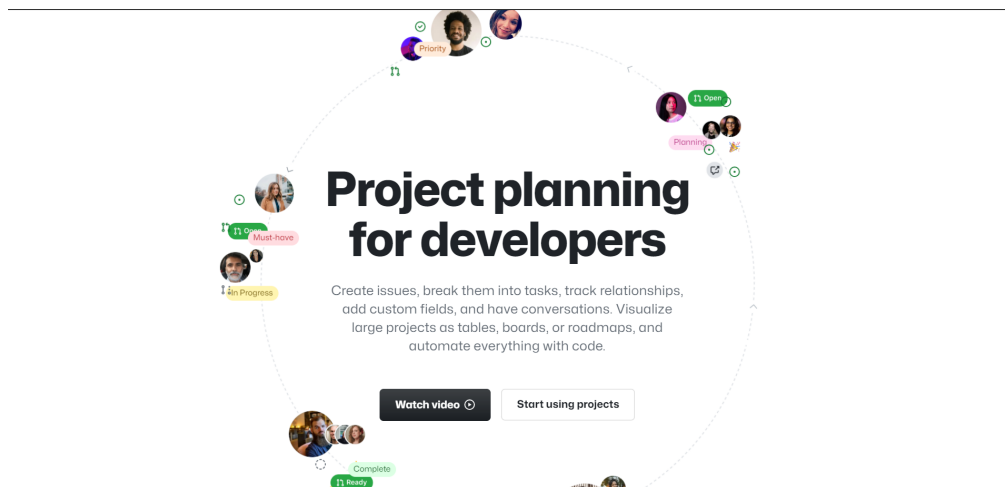 Priority
Open
Planning
Project planning
for developers
Open
Must-have
In Progress
Create issues, break them into tasks, track relationships,
add custom fields, and have conversations. Visualize
large projects as tables, boards, or roadmaps, and
automate everything with code.
Watch video
Start using projects
Complete
Ready